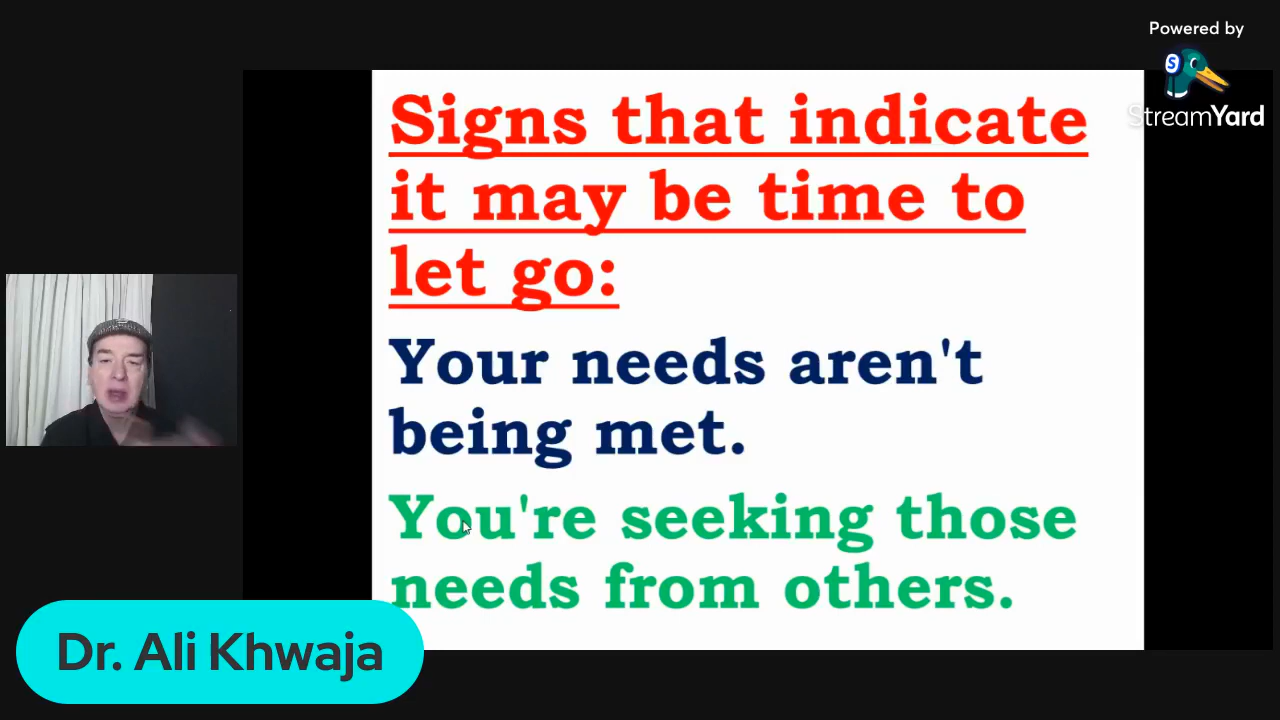 Powered by
StreamYard
Signs that indicate
it may be time to
let go:
Your needs aren't
being met.
You're seeking those
needs from others.
Dr. Ali Khwaja